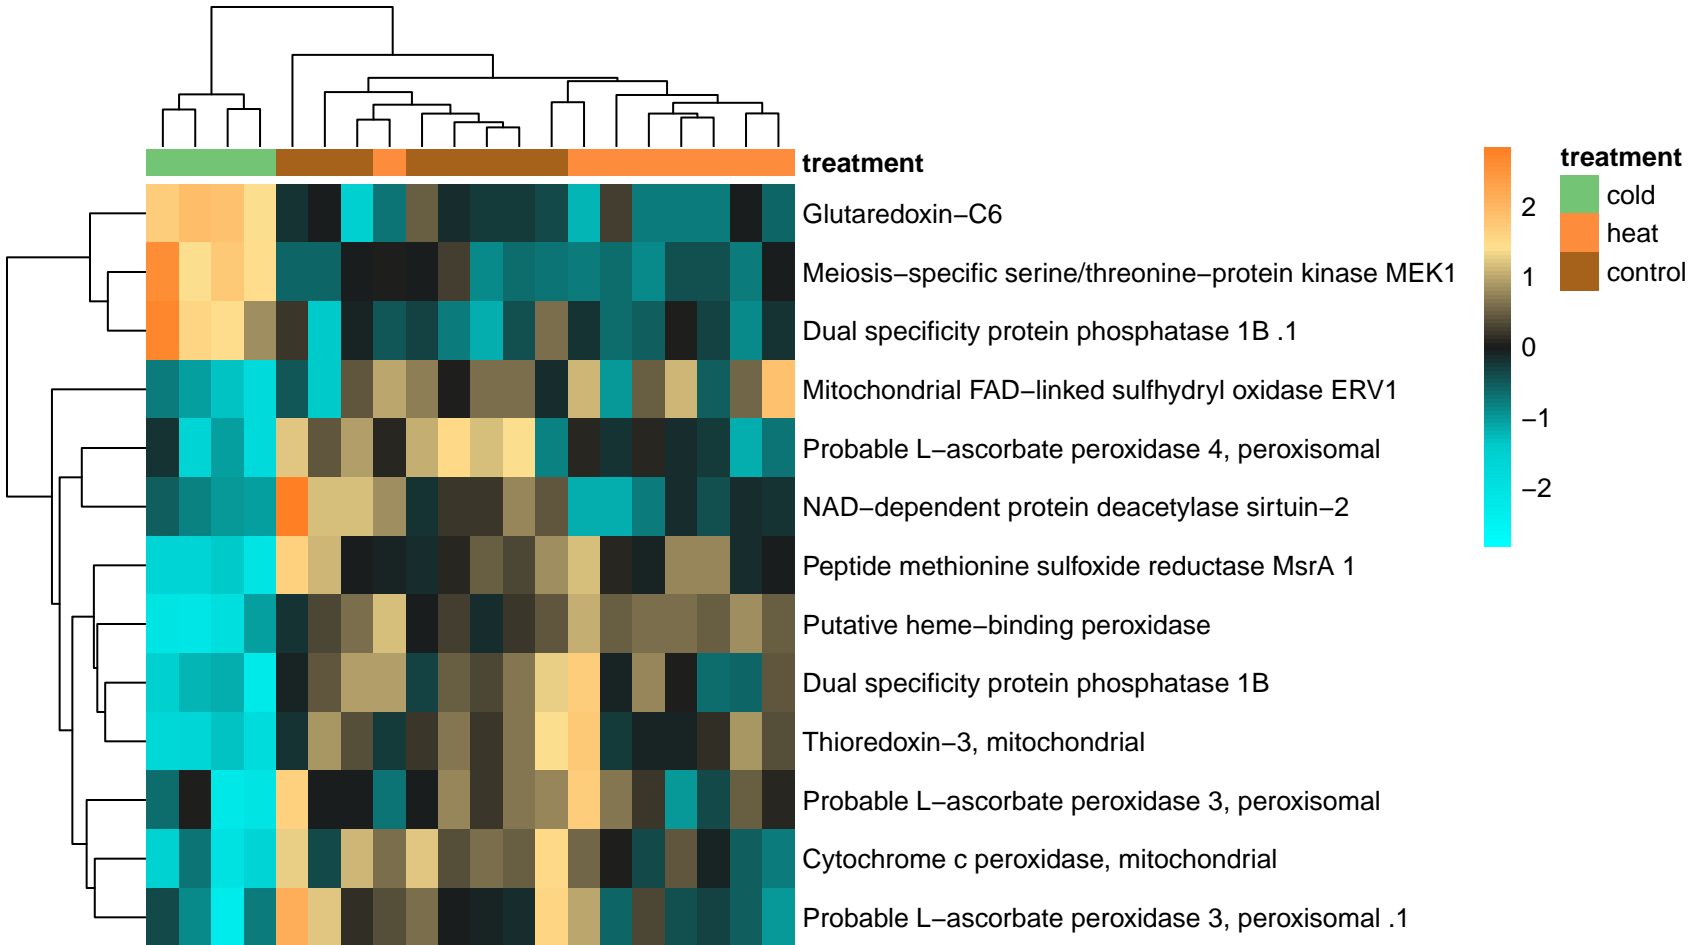 treatment
Glutaredoxin−C6
Meiosis−specific serine/threonine−protein kinase MEK1
Dual specificity protein phosphatase 1B .1
Mitochondrial FAD−linked sulfhydryl oxidase ERV1
Probable L−ascorbate peroxidase 4, peroxisomal
NAD−dependent protein deacetylase sirtuin−2
Peptide methionine sulfoxide reductase MsrA 1
Putative heme−binding peroxidase
Dual specificity protein phosphatase 1B
Thioredoxin−3, mitochondrial
Probable L−ascorbate peroxidase 3, peroxisomal
Cytochrome c peroxidase, mitochondrial
Probable L−ascorbate peroxidase 3, peroxisomal .1
2
1
0
−1
−2
treatment
cold
heat
control